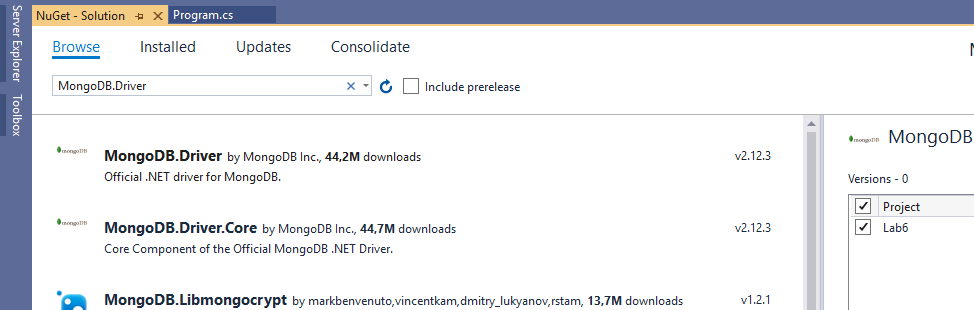 NuGet - Solution
Program.cs
Server Explorer
Toolbox
Browse Installed Updates Consolidate
MongoDB.Driver
Include prerelease
mongoDB
MongoDB.Driver by MongoDB Inc., 44,2M downloads v2.12.3
Official .NET driver for MongoDB.
mongoDB
MongoDB.Driver.Core by MongoDB Inc., 44,7M downloads v2.12.3
Core Component of the Official MongoDB .NET Driver.
MongoDB.Libmongocrypt by markbenvenuto,vincentkam,dmitry_lukyanov,rstam, 13,7M downloads v1.2.1
mongoDB MongoDB
Versions - 0
Project
Lab6